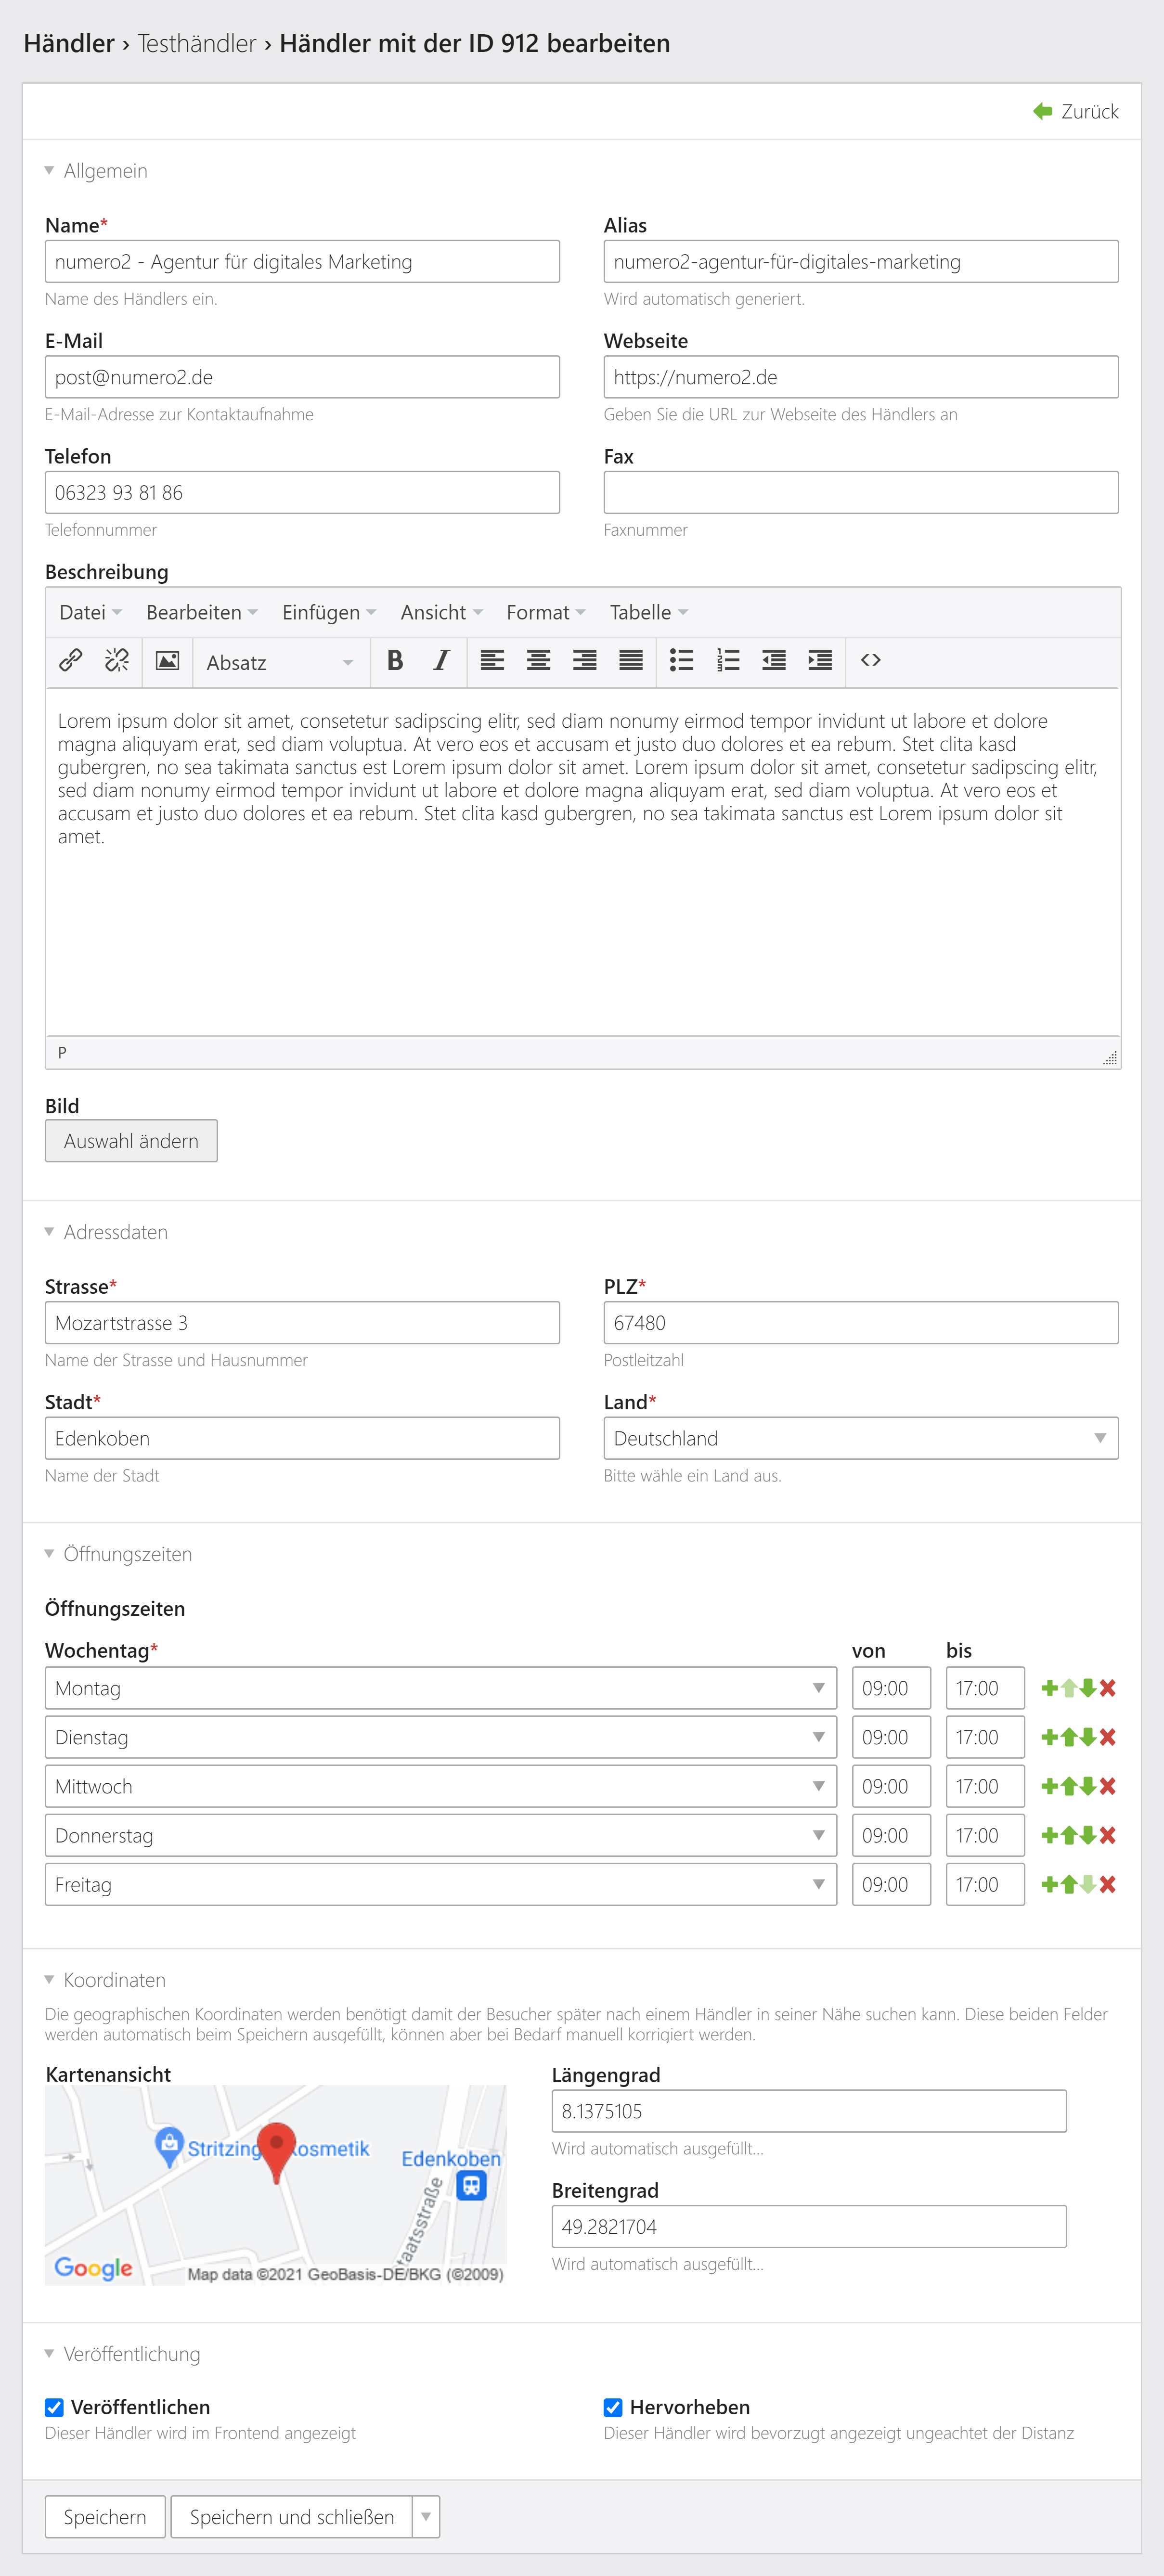 Händler › Testhändler › Händler mit der ID 912 bearbeiten
Zurück
Allgemein
Name*
numero2 - Agentur für digitales Marketing
Name des Händlers ein.
Alias
numero2-agentur-für-digitales-marketing
Wird automatisch generiert.
E-Mail
post@numero2.de
E-Mail-Adresse zur Kontaktaufnahme
Webseite
https://numero2.de
Geben Sie die URL zur Webseite des Händlers an
Telefon
06323 93 81 86
Telefonnummer
Fax
Faxnummer
Beschreibung
Datei Bearbeiten Einfügen Ansicht Format Tabelle
Absatz B I
Lorem ipsum dolor sit amet, consetetur sadipscing elitr, sed diam nonumy eirmod tempor invidunt ut labore et dolore
magna aliquyam erat, sed diam voluptua. At vero eos et accusam et justo duo dolores et ea rebum. Stet clita kasd
gubergren, no sea takimata sanctus est Lorem ipsum dolor sit amet. Lorem ipsum dolor sit amet, consetetur sadipscing elitr,
sed diam nonumy eirmod tempor invidunt ut labore et dolore magna aliquyam erat, sed diam voluptua. At vero eos et
accusam et justo duo dolores et ea rebum. Stet clita kasd gubergren, no sea takimata sanctus est Lorem ipsum dolor sit
amet.
P
Bild
Auswahl ändern
Adressdaten
Strasse*
Mozartstrasse 3
Name der Strasse und Hausnummer
PLZ*
67480
Postleitzahl
Stadt*
Edenkoben
Name der Stadt
Land*
Deutschland
Bitte wähle ein Land aus.
Öffnungszeiten
Öffnungszeiten
Wochentag* von bis
Montag 09:00 17:00
Dienstag 09:00 17:00
Mittwoch 09:00 17:00
Donnerstag 09:00 17:00
Freitag 09:00 17:00
Koordinaten
Die geographischen Koordinaten werden benötigt damit der Besucher später nach einem Händler in seiner Nähe suchen kann. Diese beiden Felder
werden automatisch beim Speichern ausgefüllt, können aber bei Bedarf manuell korrigiert werden.
Kartenansicht
Stritzing osmetik
Edenkoben
taatsstraße
Google
Map data ©2021 GeoBasis-DE/BKG (©2009)
Längengrad
8.1375105
Wird automatisch ausgefüllt...
Breitengrad
49.2821704
Wird automatisch ausgefüllt...
Veröffentlichung
Veröffentlichen
Dieser Händler wird im Frontend angezeigt
Hervorheben
Dieser Händler wird bevorzugt angezeigt ungeachtet der Distanz
Speichern Speichern und schließen